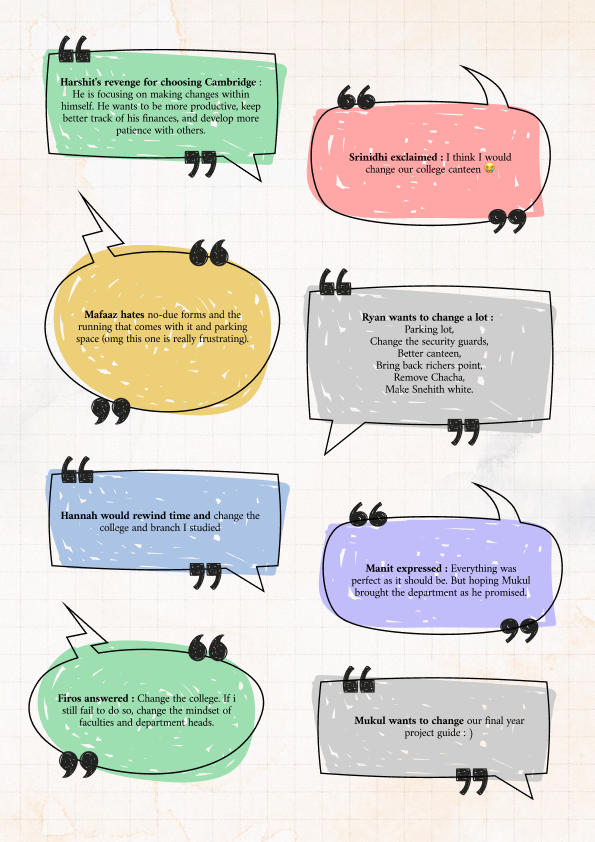 Harshit's revenge for choosing Cambridge :
He is focusing on making changes within
himself. He wants to be more productive, keep
better track of his finances, and develop more
patience with others.
Srinidhi exclaimed : I think I would
change our college canteen 😭
Mafaaz hates no-due forms and the
running that comes with it and parking
space (omg this one is really frustrating).
Ryan wants to change a lot :
Parking lot,
Change the security guards,
Better canteen,
Bring back richers point,
Remove Chacha,
Make Snehith white.
Hannah would rewind time and change the
college and branch I studied
Manit expressed : Everything was
perfect as it should be. But hoping Mukul
brought the department as he promised.
Firos answered : Change the college. If i
still fail to do so, change the mindset of
faculties and department heads.
Mukul wants to change our final year
project guide : )